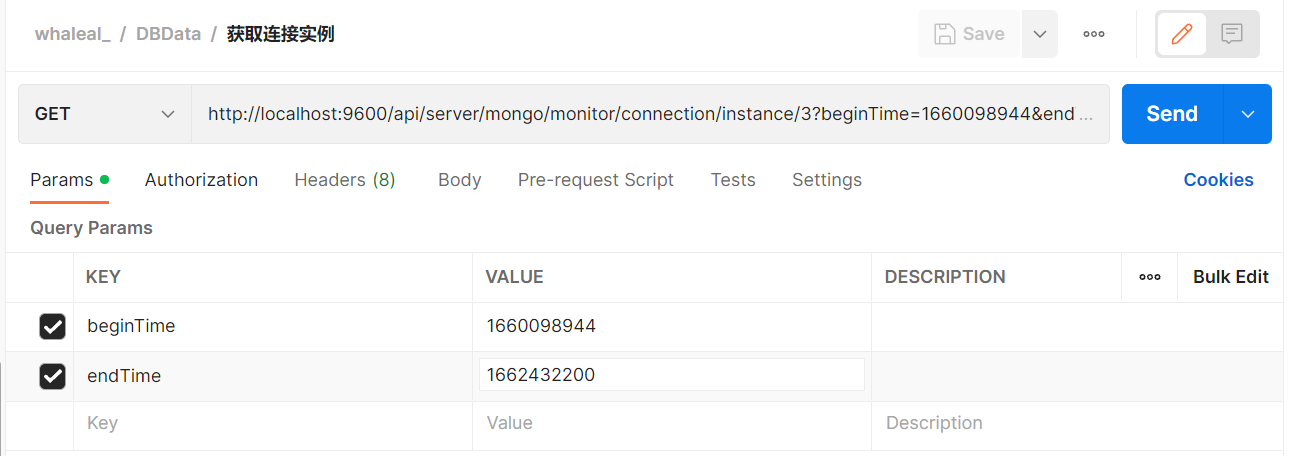 whaleal_ / DBData / 获取连接实例
Save
GET
http://localhost:9600/api/server/mongo/monitor/connection/instance/3?beginTime=1660098944&end ...
Send
Params Authorization Headers (8) Body Pre-request Script Tests Settings Cookies
Query Params
KEY VALUE DESCRIPTION Bulk Edit
beginTime 1660098944
endTime 1662432200
Key Value Description